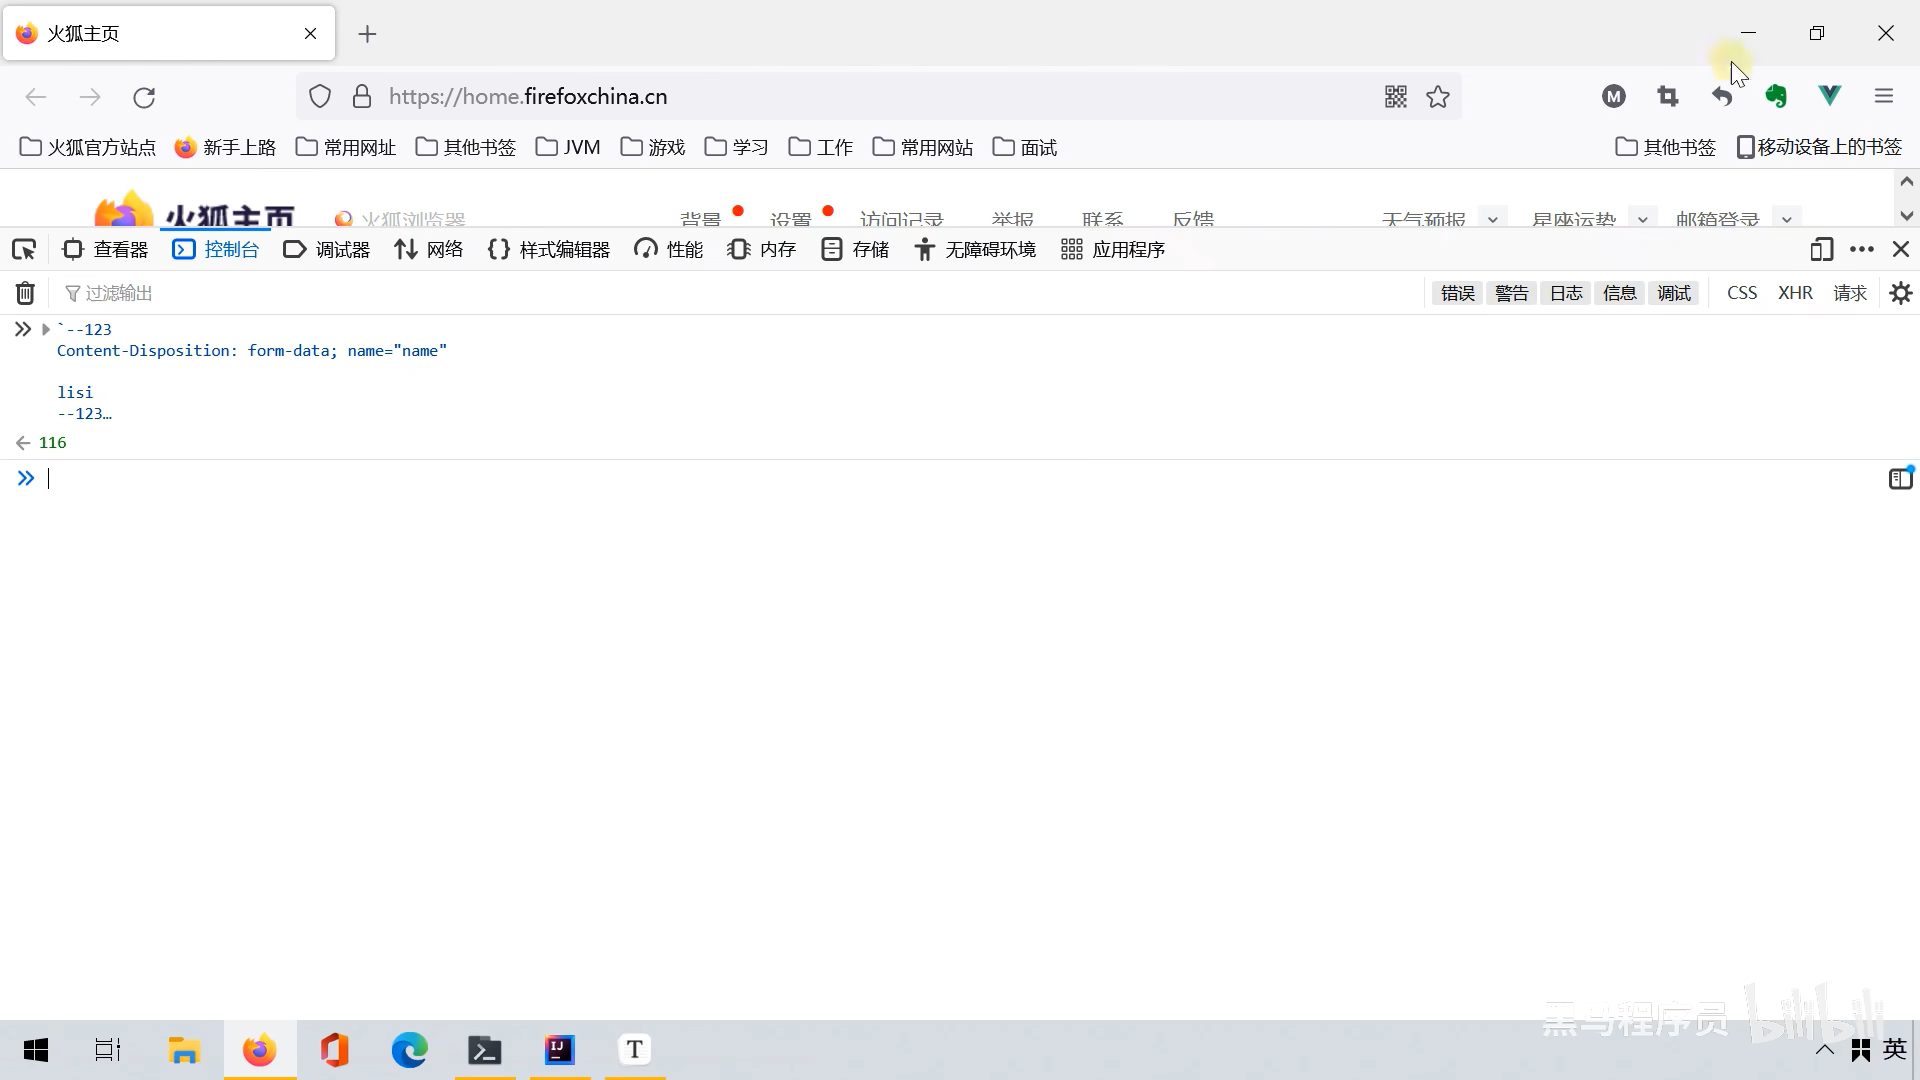 火狐主页
https://home.firefoxchina.cn
M
火狐官方站点 新手上路 常用网址 其他书签 JVM 游戏 学习 工作 常用网站 面试 其他书签 移动设备上的书签
火狐主页 火狐浏览器 背景 设置 访问记录 举报 联系 反馈 天气预报 星座运势 邮箱登录
查看器 控制台 调试器 网络 样式编辑器 性能 内存 存储 无障碍环境 应用程序
过滤输出 错误 警告 日志 信息 调试 CSS XHR 请求
`--123
Content-Disposition: form-data; name="name"
lisi
--123…
116
黑马程序员 bilibili
IJ T 英